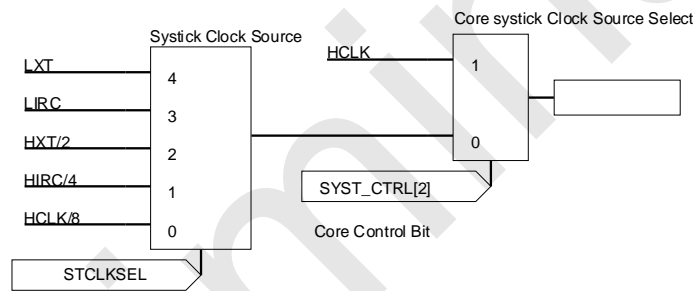 Core systick Clock Source Select
Systick Clock Source
HCLK
1
LXT
4
LIRC
3
HXT/2
2
0
HIRC/4
1
SYST_CTRL[2]
HCLK/8
0
Core Control Bit
STCLKSEL